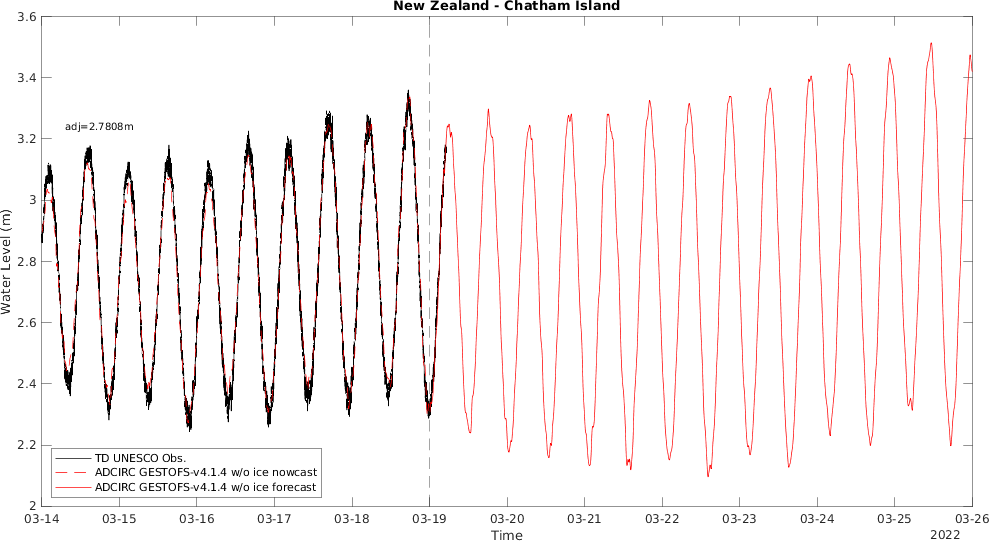 New Zealand - Chatham Island
3.6
3.4
3.2
3
2.8
2.6
2.4
2.2
2
Water Level (m)
adj=2.7808m
TD UNESCO Obs.
ADCIRC GESTOFS-v4.1.4 w/o ice nowcast
ADCIRC GESTOFS-v4.1.4 w/o ice forecast
03-14 03-15 03-16 03-17 03-18 03-19 03-20 03-21 03-22 03-23 03-24 03-25 03-26
Time
2022